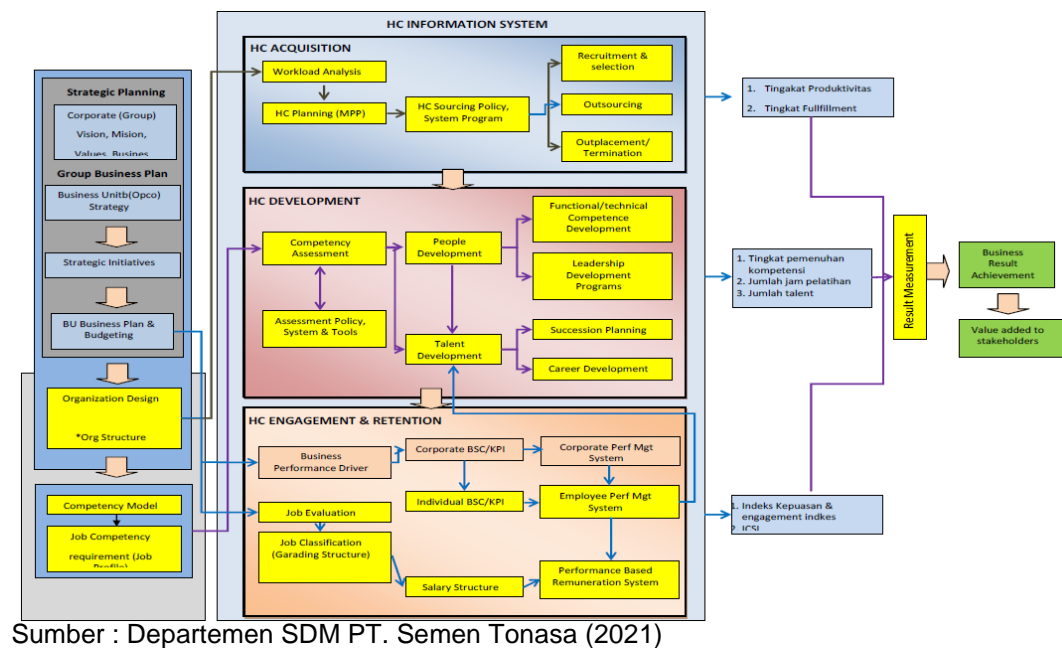 HC INFORMATION SYSTEM
Strategic Planning
Corporate (Group)
Vision, Mision,
Values, Busines
Group Business Plan
Business Unitb(Opco)
Strategy
Strategic Initiatives
BU Business Plan &
Budgeting
Organization Design
*Org Structure
Competency Model
Job Competency
requirement (Job
Profile)
HC ACQUISITION
Workload Analysis
HC Planning (MPP)
HC Sourcing Policy,
System Program
Recruitment &
selection
Outsourcing
Outplacement/
Termination
HC DEVELOPMENT
Competency
Assessment
Assessment Policy,
System & Tools
People
Development
Talent
Development
Functional/technical
Competence
Development
Leadership
Development
Programs
Succession Planning
Career Development
HC ENGAGEMENT & RETENTION
Business
Performance Driver
Corporate BSC/KPI
Corporate Perf Mgt
System
Individual BSC/KPI
Employee Perf Mgt
System
Job Evaluation
Job Classification
(Garading Structure)
Salary Structure
Performance Based
Remuneration System
1. Tingakat Produktivitas
2. Tingkat Fullfillment
1. Tingkat pemenuhan
kompetensi
2. Jumlah jam pelatihan
3. Jumlah talent
1. Indeks Kepuasan &
engagement indkes
2. ICSI
Result Measurement
Business
Result
Achievement
Value added to
stakeholders
Sumber : Departemen SDM PT. Semen Tonasa (2021)